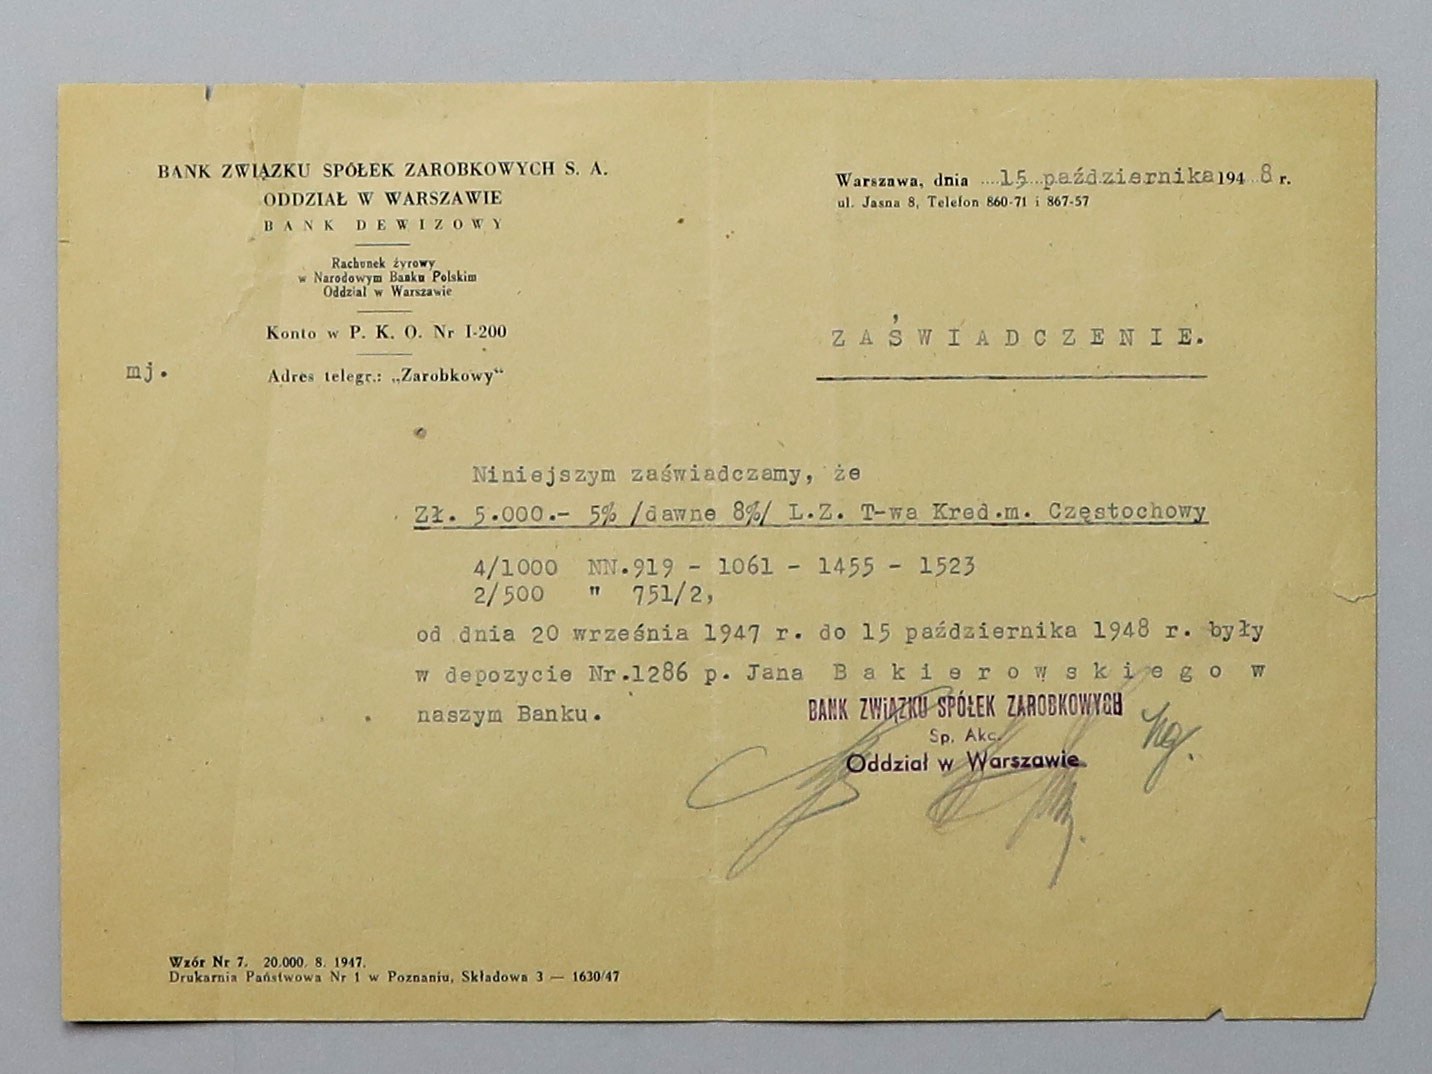 BANK ZWIĄZKU SPÓŁEK ZAROBKOWYCH S. A.
ODDZIAŁ W WARSZAWIE
BANK DEWIZOWY
Rachunek żyrowy
w Narodowym Banku Polskim
Oddział w Warszawie
Konto w P. K. O. Nr I-200
Adres telegr.: „Zarobkowy“
mj.
Warszawa, dnia 15 października 1948 r.
ul. Jasna 8, Telefon 860-71 i 867-57
ZAŚWIADCZENIE.
Niniejszym zaświadczamy, że
Zł. 5.000.- 5% /dawne 8%/ L.Z. T-wa Kred.m. Częstochowy
4/1000 NN.919 - 1061 - 1455 - 1523
2/500 " 751/2,
od dnia 20 września 1947 r. do 15 października 1948 r. były
w depozycie Nr.1286 p. Jana Bakierowskiego w
naszym Banku.
BANK ZWIĄZKU SPÓŁEK ZAROBKOWYCH
Sp. Akc.
Oddział w Warszawie
Wzór Nr 7. 20.000. 8. 1947.
Drukarnia Państwowa Nr 1 w Poznaniu, Składowa 3 — 1630/47